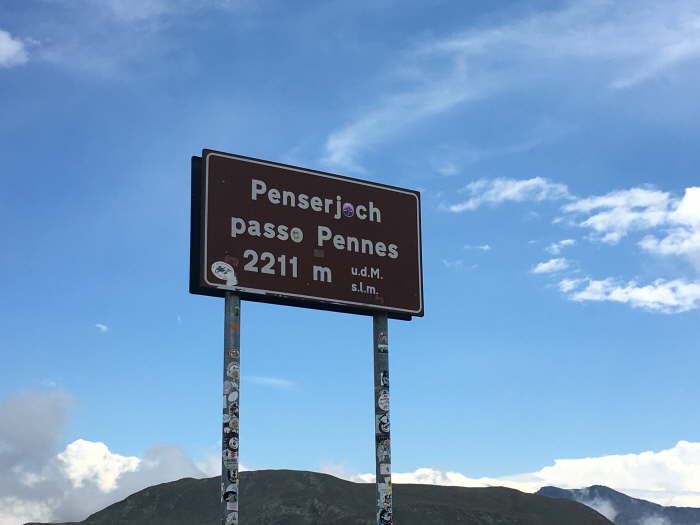 Penserjoch
passo Pennes
2211 m u.d.M.
s.l.m.